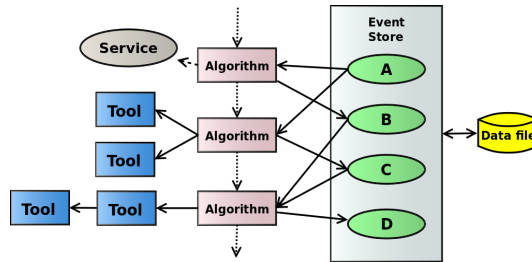 Event
Store
Service
Algorithm
A
Tool
B
Algorithm
Data file
Tool
C
Algorithm
Tool
Tool
D